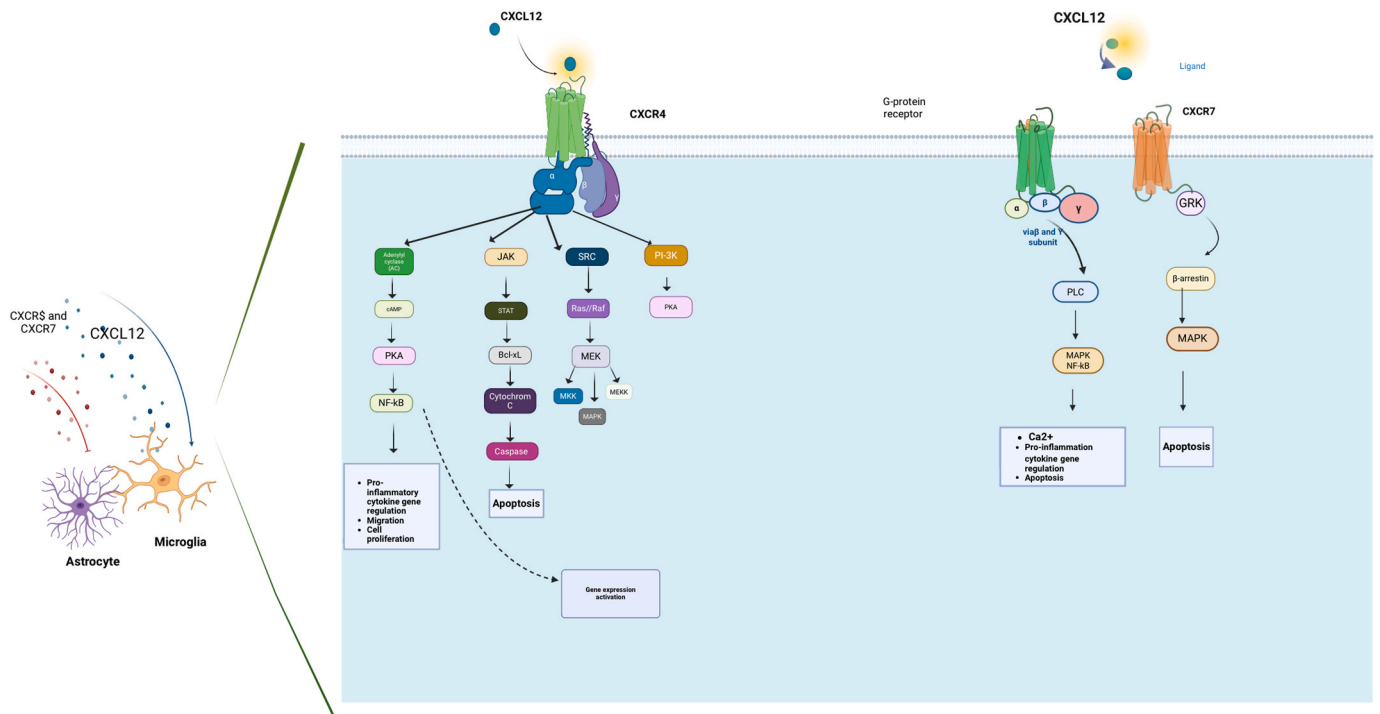 CXCR$ and
CXCR7
CXCL12
Astrocyte
Microglia
CXCL12
CXCR4
α
β
γ
Adenylyl
cyclase
(AC)
cAMP
PKA
NF-kB
• Pro-
inflammatory
cytokine gene
regulation
• Migration
• Cell
proliferation
JAK
STAT
Bcl-xL
Cytochrom
C
Caspase
Apoptosis
SRC
Ras//Raf
MEK
MKK
MAPK
MEKK
PI-3K
PKA
Gene expression
activation
G-protein
receptor
CXCL12
Ligand
CXCR7
α
β
γ
viaβ and Y
subunit
PLC
MAPK
NF-kB
• Ca2+
• Pro-inflammation
cytokine gene
regulation
• Apoptosis
GRK
β-arrestin
MAPK
Apoptosis